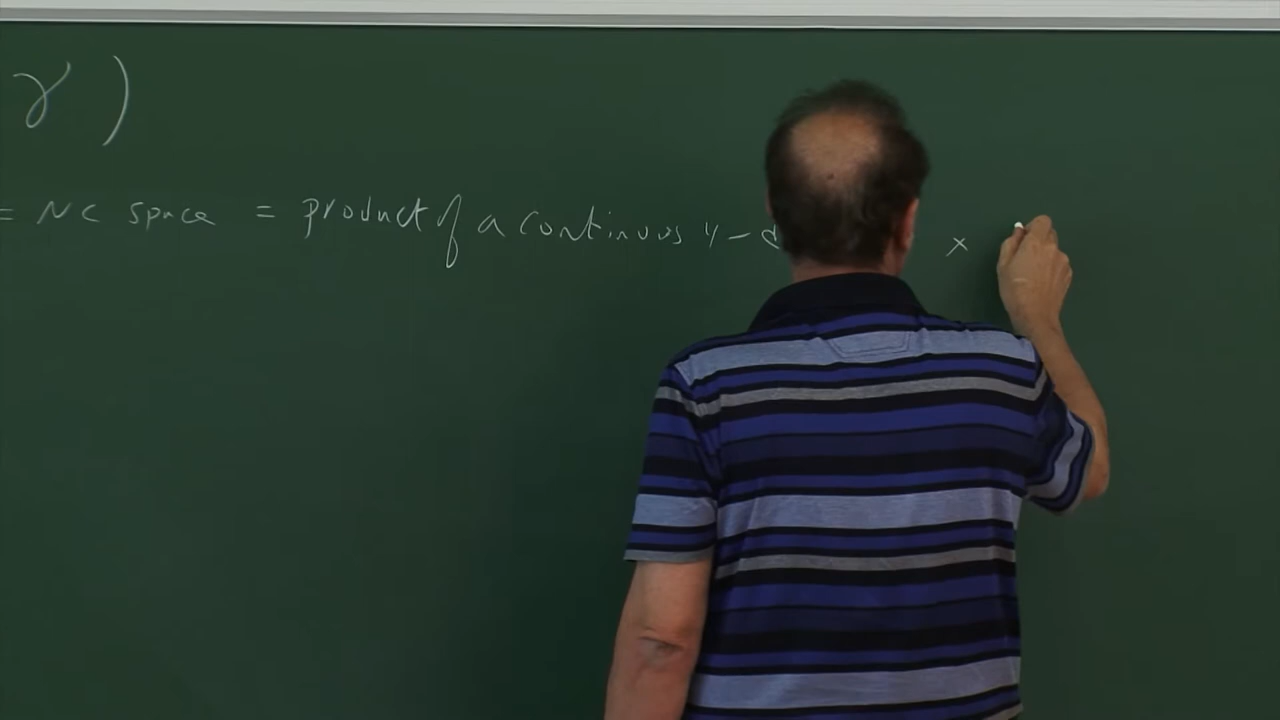 γ )
= NC space = product of a continuous 4 - d ×